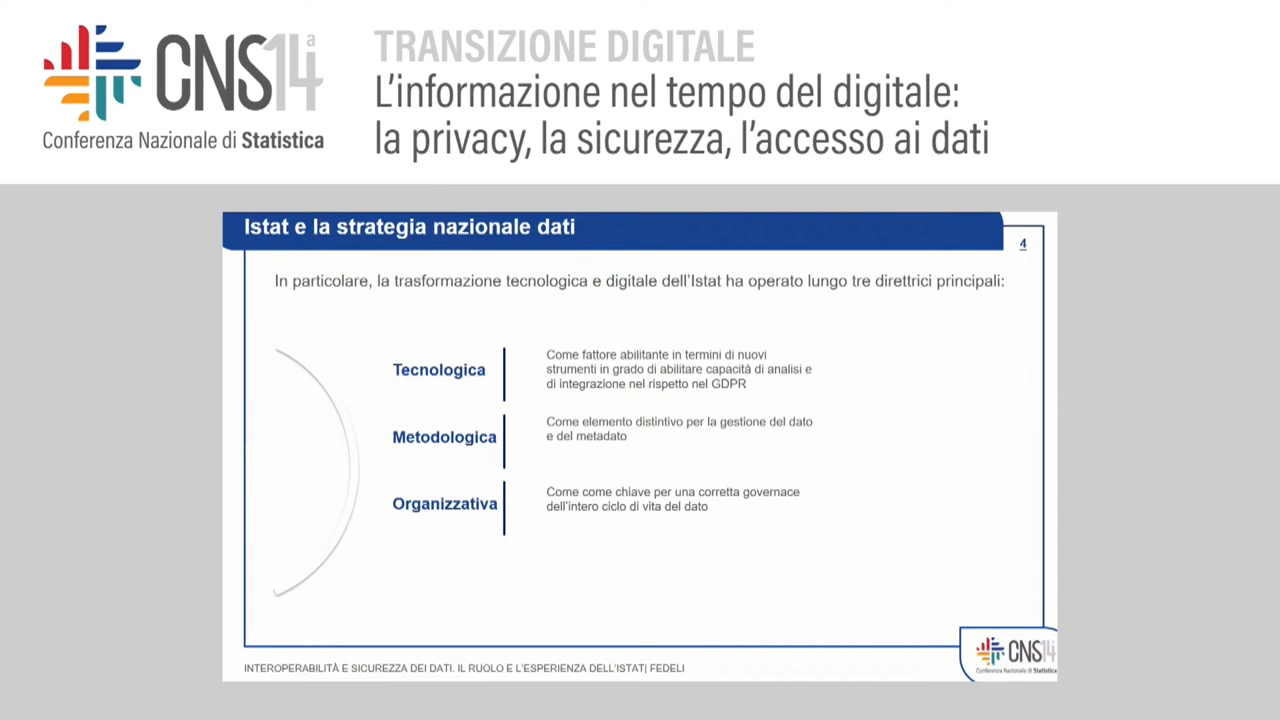 CNS14a
Conferenza Nazionale di Statistica
TRANSIZIONE DIGITALE
L'informazione nel tempo del digitale:
la privacy, la sicurezza, l'accesso ai dati
Istat e la strategia nazionale dati
4
In particolare, la trasformazione tecnologica e digitale dell'Istat ha operato lungo tre direttrici principali:
Tecnologica
Come fattore abilitante in termini di nuovi
strumenti in grado di abilitare capacità di analisi e
di integrazione nel rispetto nel GDPR
Metodologica
Come elemento distintivo per la gestione del dato
e del metadato
Organizzativa
Come come chiave per una corretta governace
dell'intero ciclo di vita del dato
INTEROPERABILITÀ E SICUREZZA DEI DATI. IL RUOLO E L'ESPERIENZA DELL'ISTAT| FEDELI
CNS14
Conferenza Nazionale di Statistica